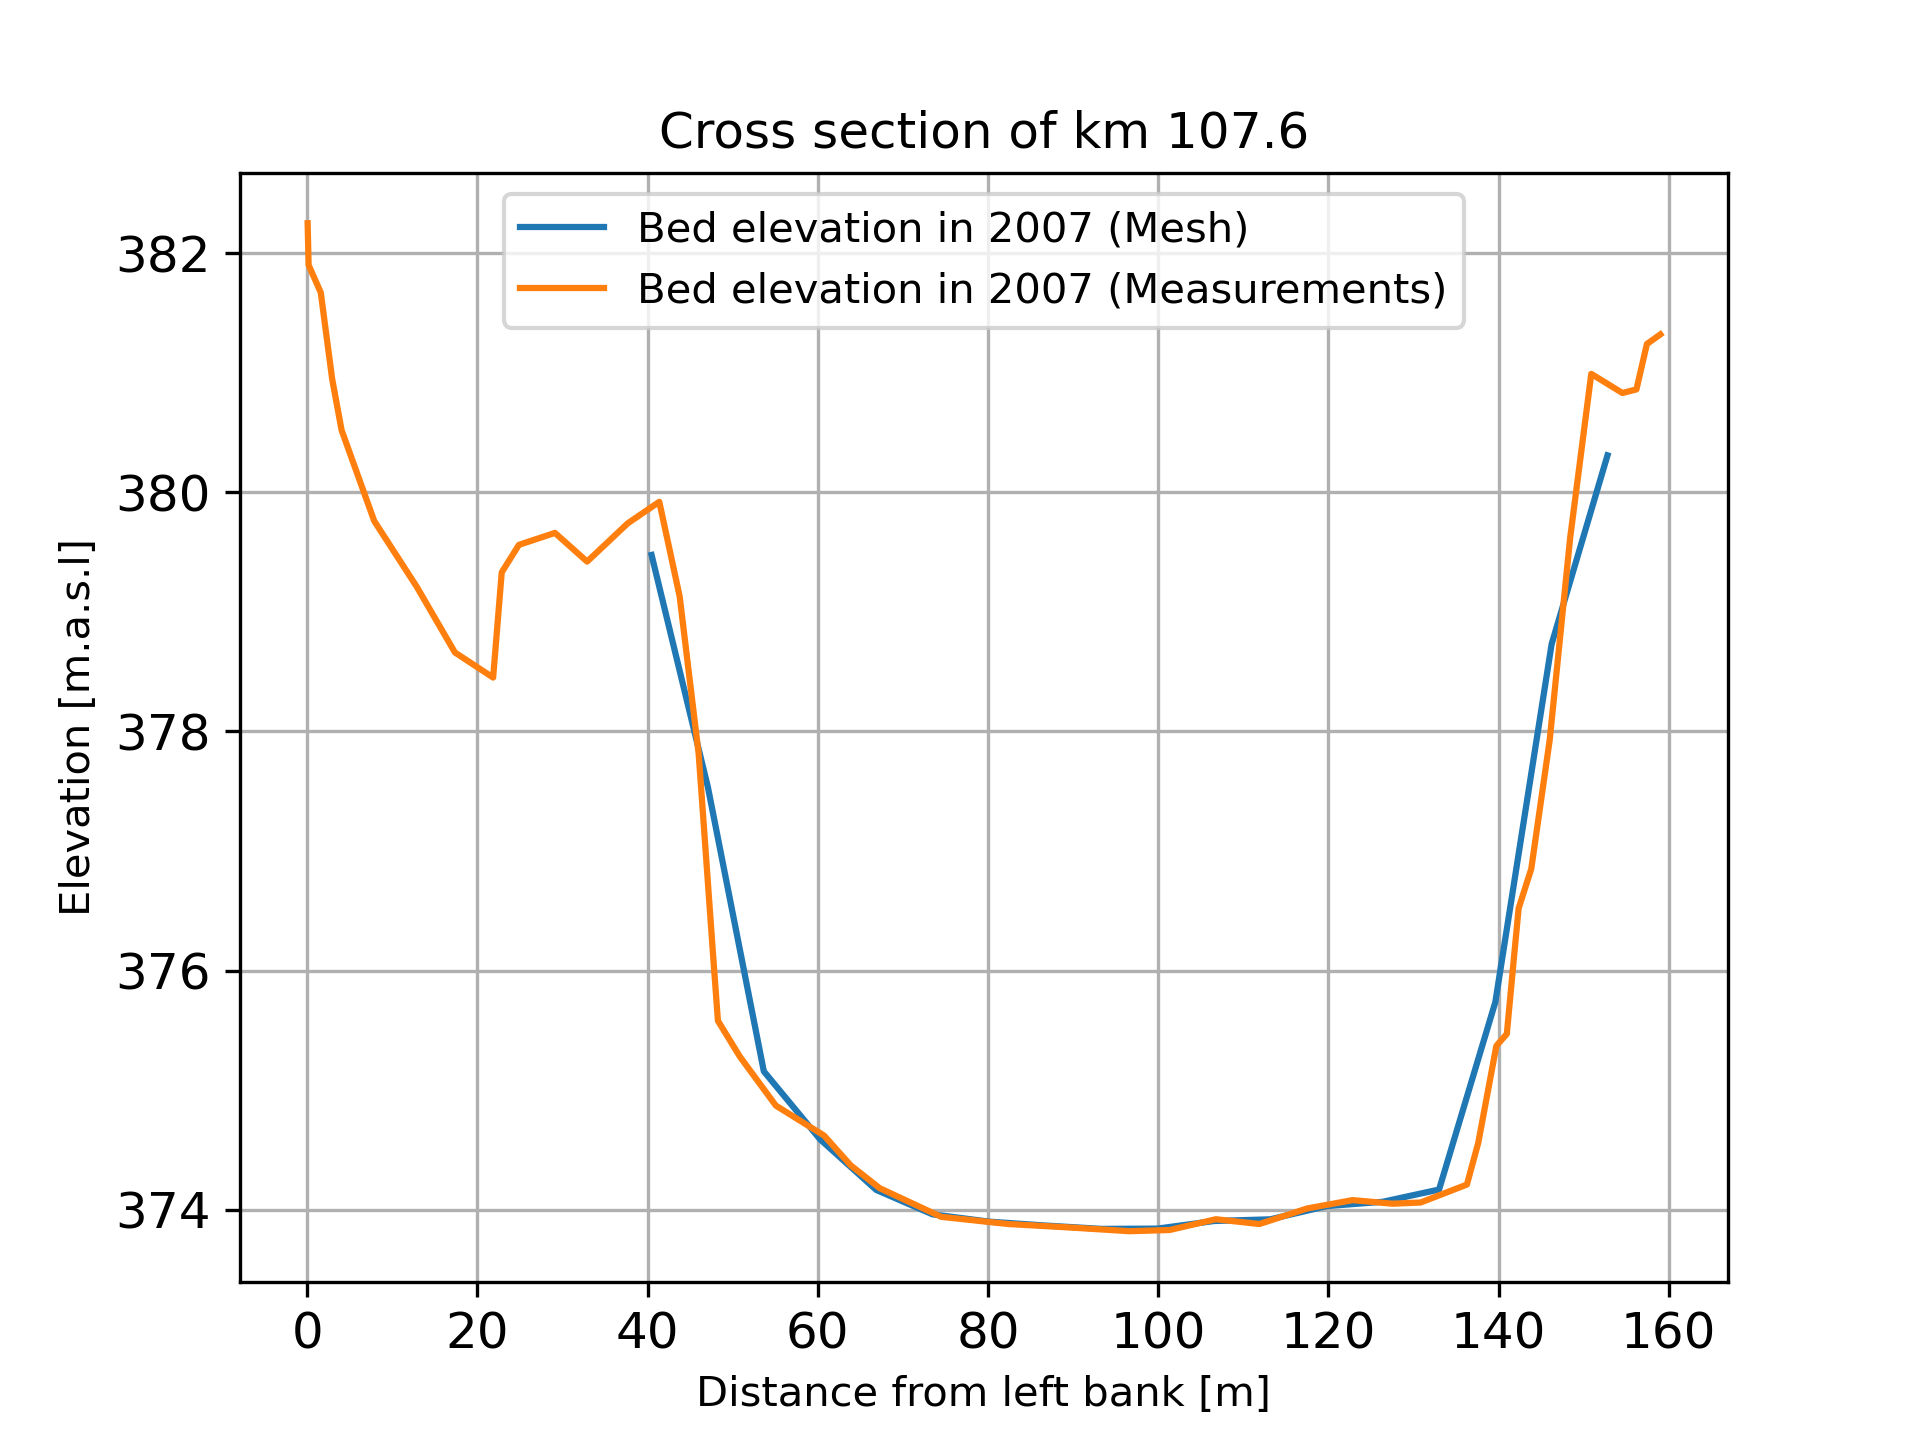 Cross section of km 107.6
Bed elevation in 2007 (Mesh)
Bed elevation in 2007 (Measurements)
382
380
378
376
374
Elevation [m.a.s.l]
0 20 40 60 80 100 120 140 160
Distance from left bank [m]